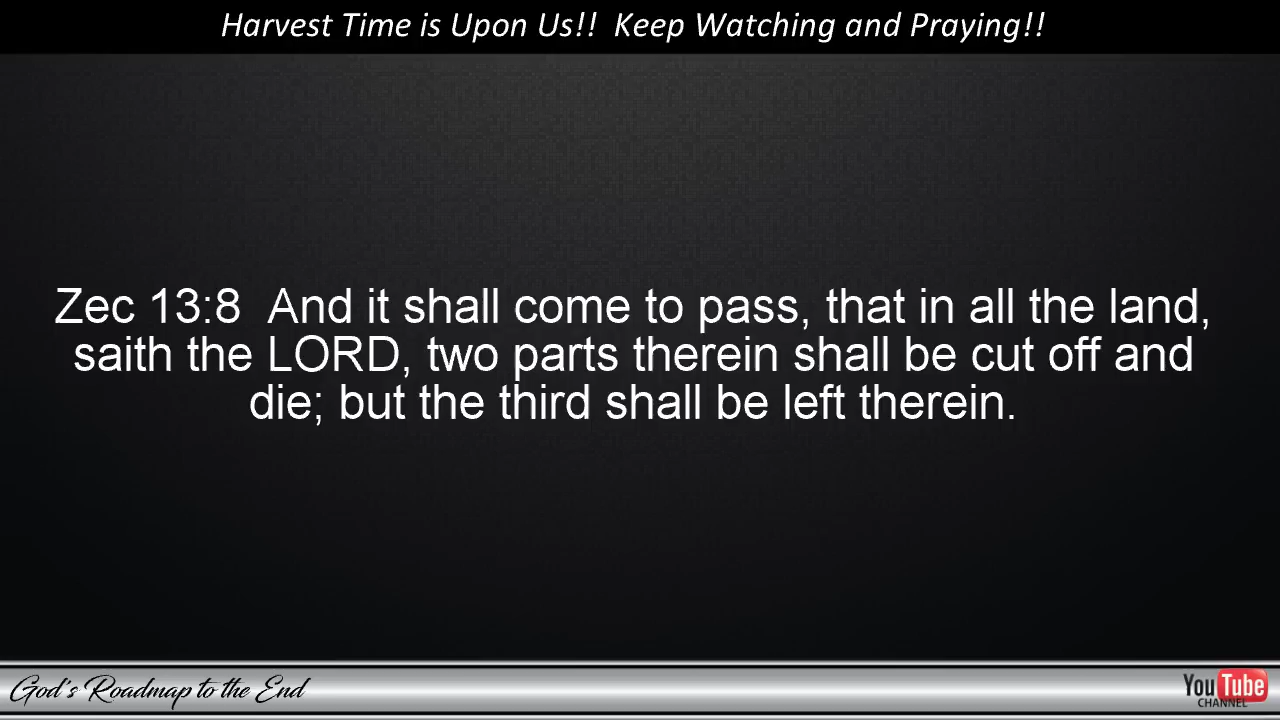 Harvest Time is Upon Us!!  Keep Watching and Praying!!
Zec 13:8  And it shall come to pass, that in all the land,
saith the LORD, two parts therein shall be cut off and
die; but the third shall be left therein.
God's Roadmap to the End
YouTube
CHANNEL